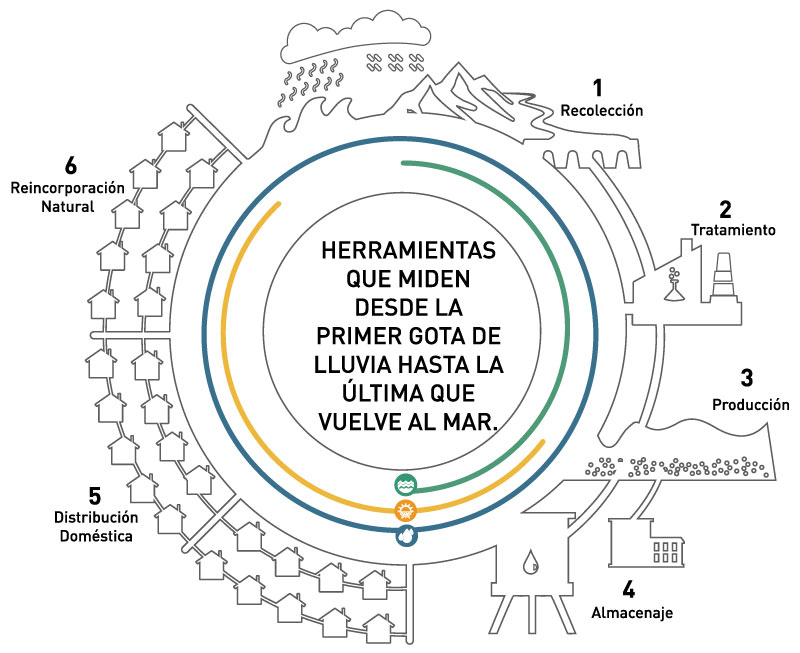 1
Recolección
2
Tratamiento
3
Producción
4
Almacenaje
5
Distribución
Doméstica
6
Reincorporación
Natural
HERRAMIENTAS
QUE MIDEN
DESDE LA
PRIMER GOTA DE
LLUVIA HASTA LA
ÚLTIMA QUE
VUELVE AL MAR.